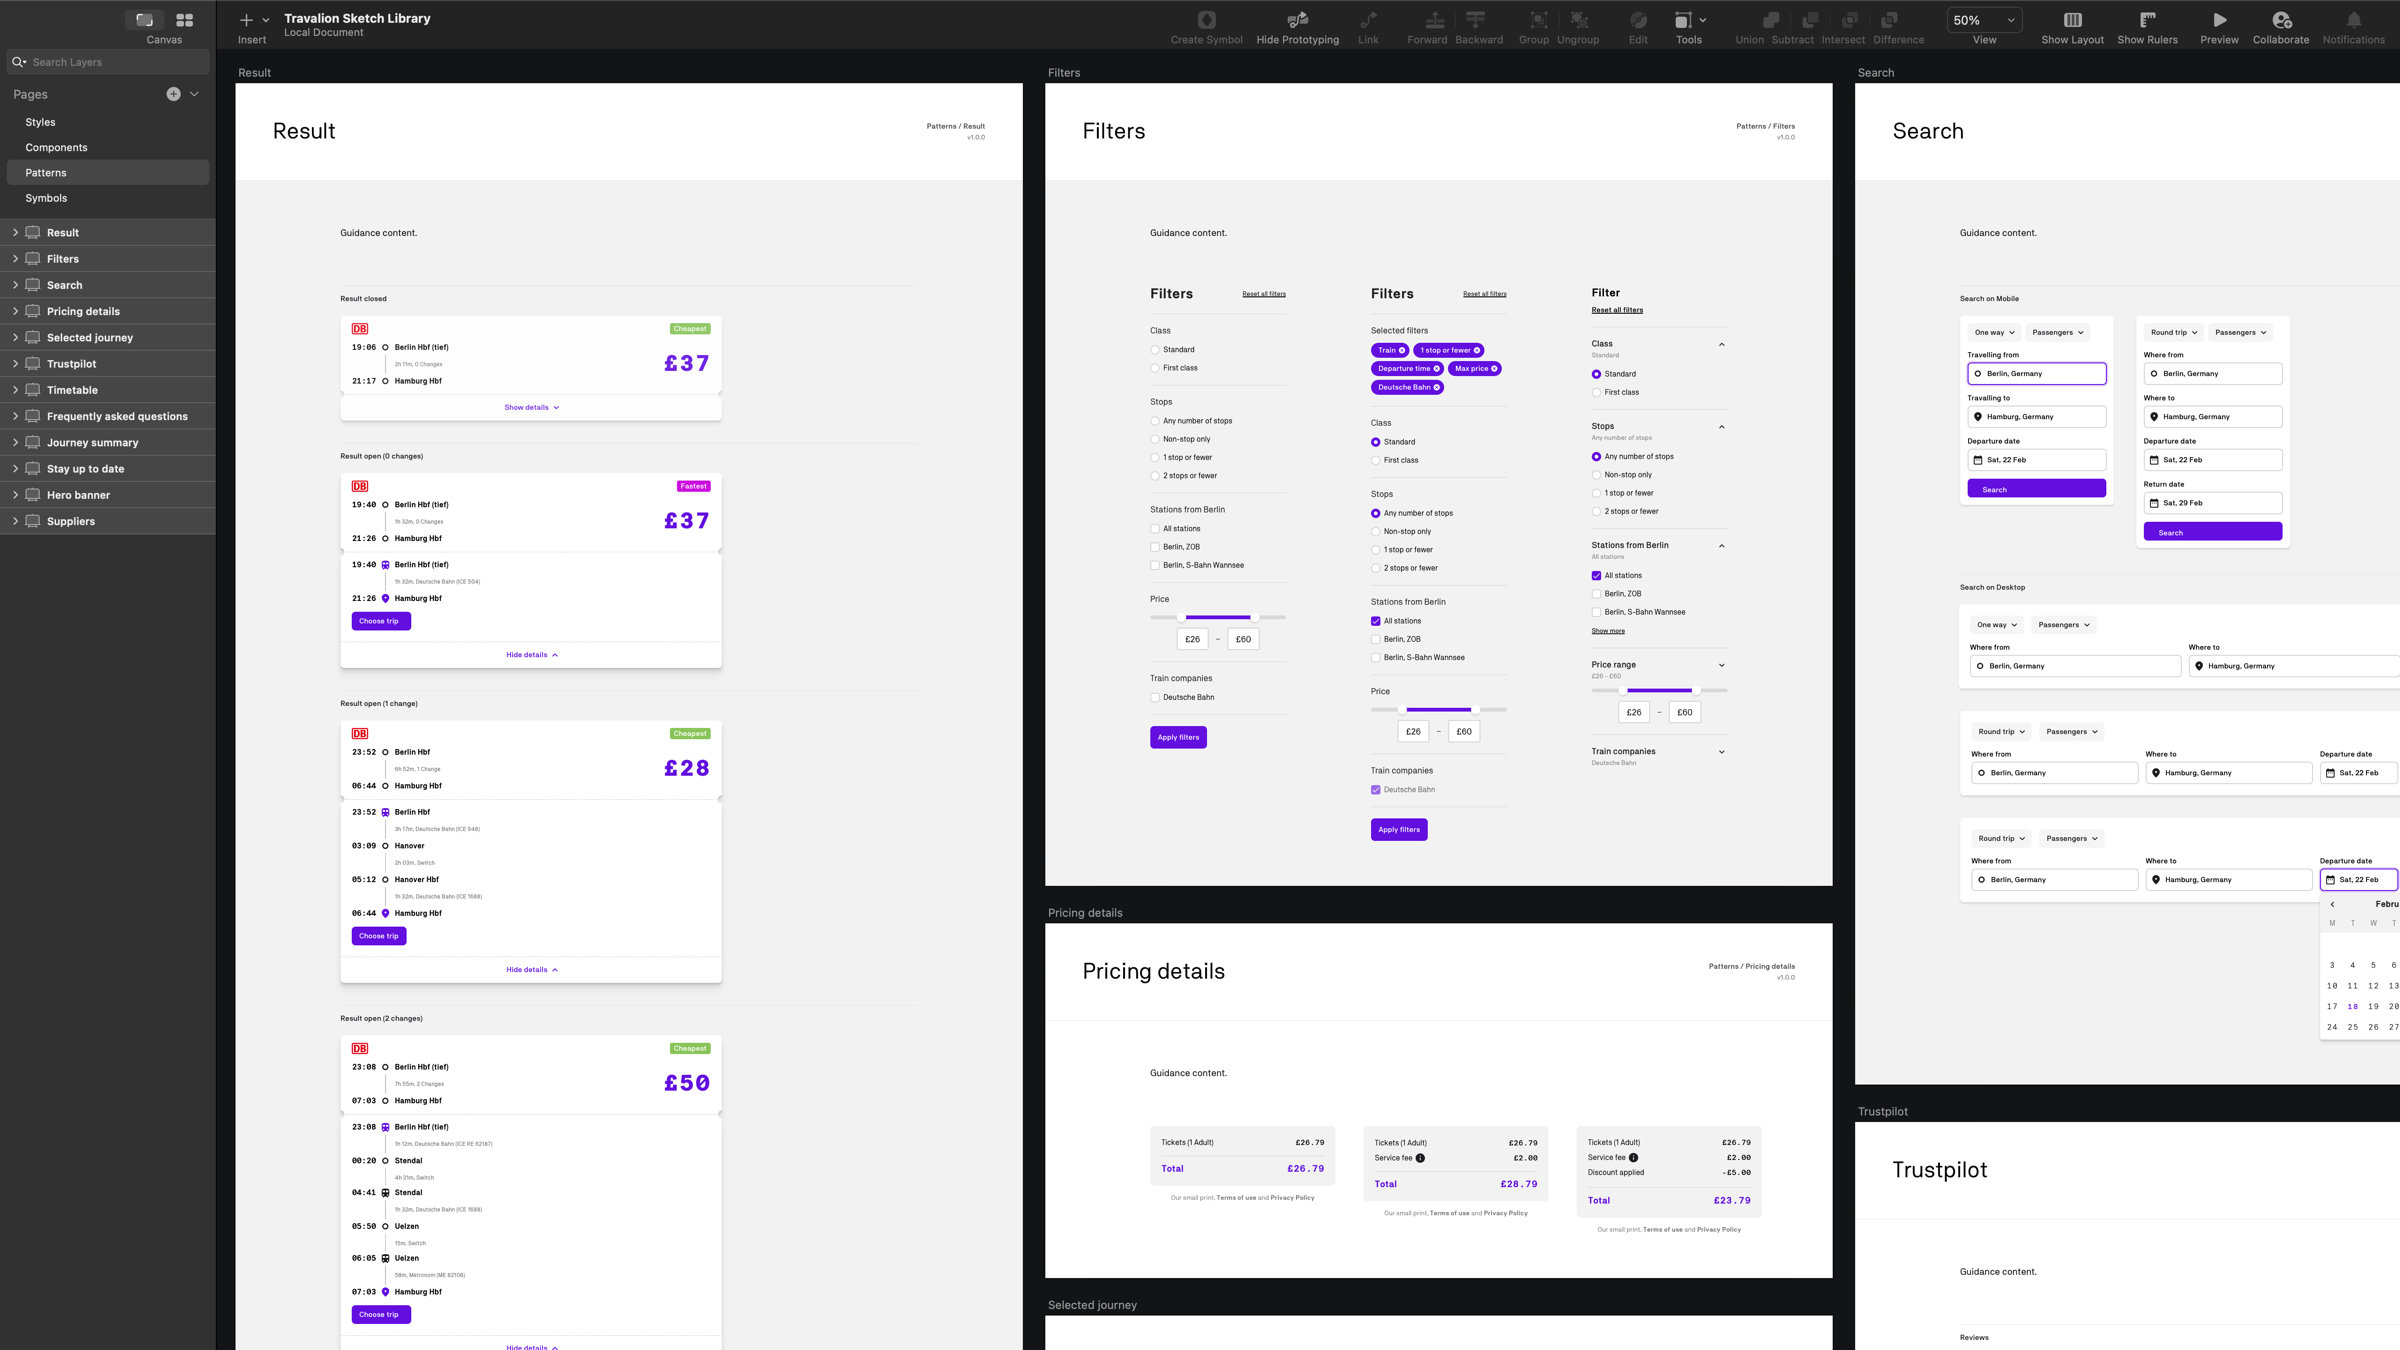 Canvas
Search Layers
Pages
Styles
Components
Patterns
Symbols
Result
Filters
Search
Pricing details
Selected journey
Trustpilot
Timetable
Frequently asked questions
Journey summary
Stay up to date
Hero banner
Suppliers
Insert
Travalion Sketch Library
Local Document
Create Symbol
Hide Prototyping
Link
Forward
Backward
Group
Ungroup
Edit
Tools
Union
Subtract
Intersect
Difference
50%
View
Show Layout
Show Rulers
Preview
Collaborate
Notifications
Result
Result
Patterns / Result
v1.0.0
Guidance content.
Result closed
DB
Cheapest
19:06 Berlin Hbf (tief)
2h 11m, 0 Changes
£37
21:17 Hamburg Hbf
Show details
Result open (0 changes)
DB
Fastest
19:40 Berlin Hbf (tief)
1h 32m, 0 Changes
£37
21:26 Hamburg Hbf
19:40 Berlin Hbf (tief)
1h 32m, Deutsche Bahn (ICE 504)
21:26 Hamburg Hbf
Choose trip
Hide details
Result open (1 change)
DB
Cheapest
23:52 Berlin Hbf
6h 52m, 1 Change
£28
06:44 Hamburg Hbf
23:52 Berlin Hbf
3h 17m, Deutsche Bahn (ICE 948)
03:09 Hanover
2h 03m, Switch
05:12 Hanover Hbf
1h 32m, Deutsche Bahn (ICE 1688)
06:44 Hamburg Hbf
Choose trip
Hide details
Result open (2 changes)
DB
Cheapest
23:08 Berlin Hbf (tief)
7h 55m, 2 Changes
£50
07:03 Hamburg Hbf
23:08 Berlin Hbf (tief)
1h 12m, Deutsche Bahn (ICE RE 62187)
00:20 Stendal
4h 21m, Switch
04:41 Stendal
1h 32m, Deutsche Bahn (ICE 1688)
05:50 Uelzen
15m, Switch
06:05 Uelzen
58m, Metronom (ME 82108)
07:03 Hamburg Hbf
Choose trip
Hide details
Filters
Filters
Patterns / Filters
v1.0.0
Guidance content.
Filters
Reset all filters
Class
Standard
First class
Stops
Any number of stops
Non-stop only
1 stop or fewer
2 stops or fewer
Stations from Berlin
All stations
Berlin, ZOB
Berlin, S-Bahn Wannsee
Price
£26 – £60
Train companies
Deutsche Bahn
Apply filters
Filters
Reset all filters
Selected filters
Train
1 stop or fewer
Departure time
Max price
Deutsche Bahn
Class
Standard
First class
Stops
Any number of stops
Non-stop only
1 stop or fewer
2 stops or fewer
Stations from Berlin
All stations
Berlin, ZOB
Berlin, S-Bahn Wannsee
Price
£26 – £60
Train companies
Deutsche Bahn
Apply filters
Filter
Reset all filters
Class
Standard
Standard
First class
Stops
Any number of stops
Any number of stops
Non-stop only
1 stop or fewer
2 stops or fewer
Stations from Berlin
All stations
All stations
Berlin, ZOB
Berlin, S-Bahn Wannsee
Show more
Price range
£26 - £60
£26 – £60
Train companies
Deutsche Bahn
Pricing details
Pricing details
Patterns / Pricing details
v1.0.0
Guidance content.
Tickets (1 Adult) £26.79
Total £26.79
Our small print, Terms of use and Privacy Policy
Tickets (1 Adult) £26.79
Service fee £2.00
Total £28.79
Our small print, Terms of use and Privacy Policy
Tickets (1 Adult) £26.79
Service fee £2.00
Discount applied -£5.00
Total £23.79
Our small print, Terms of use and Privacy Policy
Selected journey
Search
Search
Guidance content.
Search on Mobile
One way
Passengers
Travelling from
Berlin, Germany
Travalling to
Hamburg, Germany
Departure date
Sat, 22 Feb
Search
Round trip
Passengers
Where from
Berlin, Germany
Where to
Hamburg, Germany
Departure date
Sat, 22 Feb
Return date
Sat, 29 Feb
Search
Search on Desktop
One way
Passengers
Where from
Where to
Berlin, Germany
Hamburg, Germany
Round trip
Passengers
Where from
Where to
Departure date
Berlin, Germany
Hamburg, Germany
Sat, 22 Feb
Round trip
Passengers
Where from
Where to
Departure date
Berlin, Germany
Hamburg, Germany
Sat, 22 Feb
Febru
M T W T
3 4 5 6
10 11 12 13
17 18 19 20
24 25 26 27
Trustpilot
Trustpilot
Guidance content.
Reviews